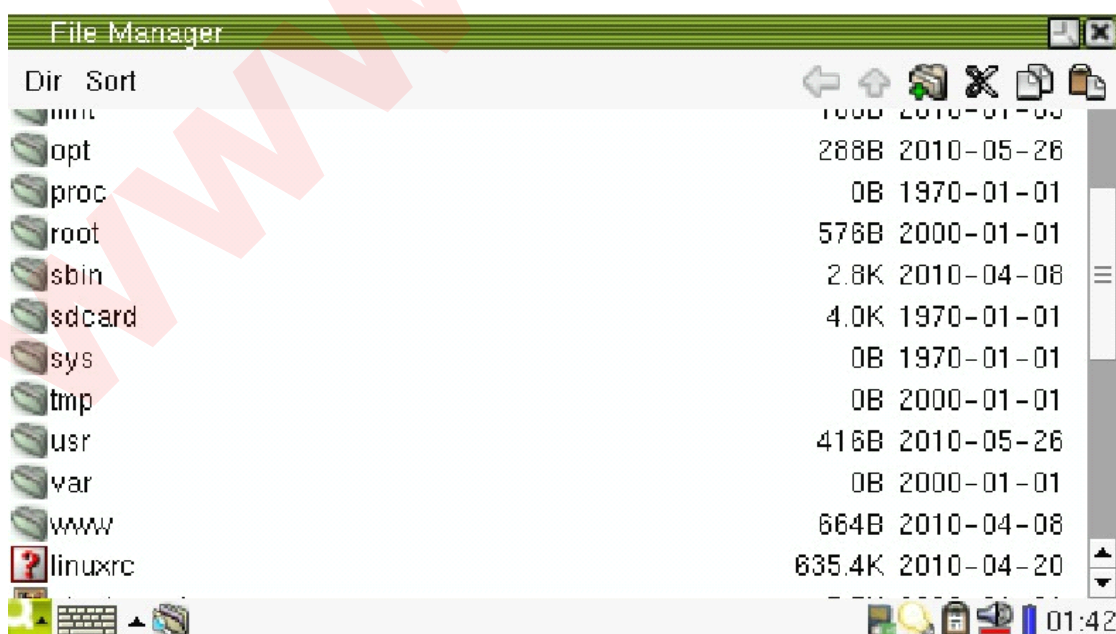 File Manager
Dir Sort
opt 288B 2010-05-26
proc 0B 1970-01-01
root 576B 2000-01-01
sbin 2.8K 2010-04-08
sdcard 4.0K 1970-01-01
sys 0B 1970-01-01
tmp 0B 2000-01-01
usr 416B 2010-05-26
var 0B 2000-01-01
www 664B 2010-04-08
linuxrc 635.4K 2010-04-20
01:42